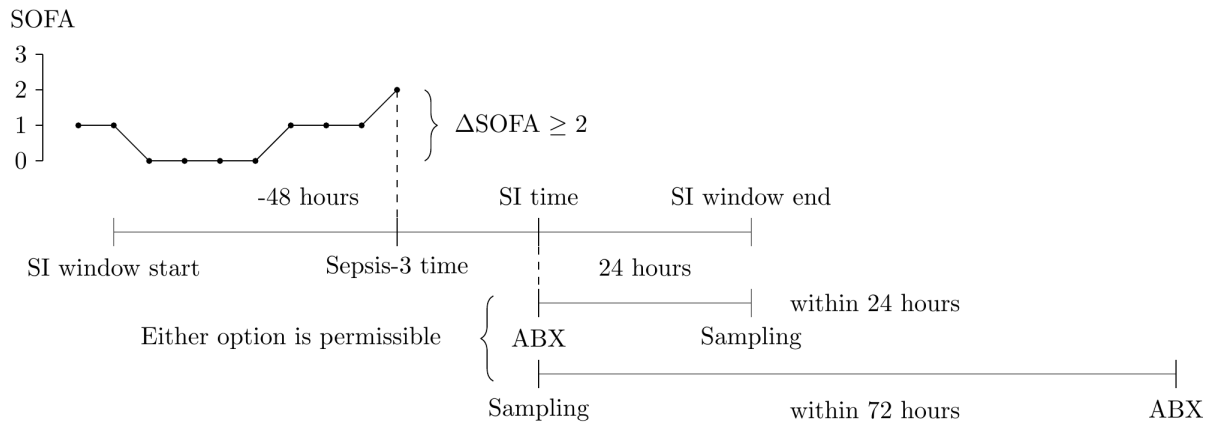 SOFA
3
2
1
0
ΔSOFA ≥ 2
-48 hours
SI time
SI window end
SI window start
Sepsis-3 time
24 hours
within 24 hours
Either option is permissible
ABX
Sampling
Sampling
within 72 hours
ABX